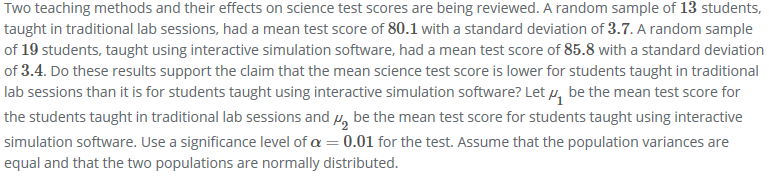 Two teaching methods and their effects on science test scores are being reviewed. A random sample of 13 students,
taught in traditional lab sessions, had a mean test score of 80.1 with a standard deviation of 3.7. A random sample
of 19 students, taught using interactive simulation software, had a mean test score of 85.8 with a standard deviation
of 3.4. Do these results support the claim that the mean science test score is lower for students taught in traditional
lab sessions than it is for students taught using interactive simulation software? Let μ₁ be the mean test score for
the students taught in traditional lab sessions and μ₂ be the mean test score for students taught using interactive
simulation software. Use a significance level of α = 0.01 for the test. Assume that the population variances are
equal and that the two populations are normally distributed.